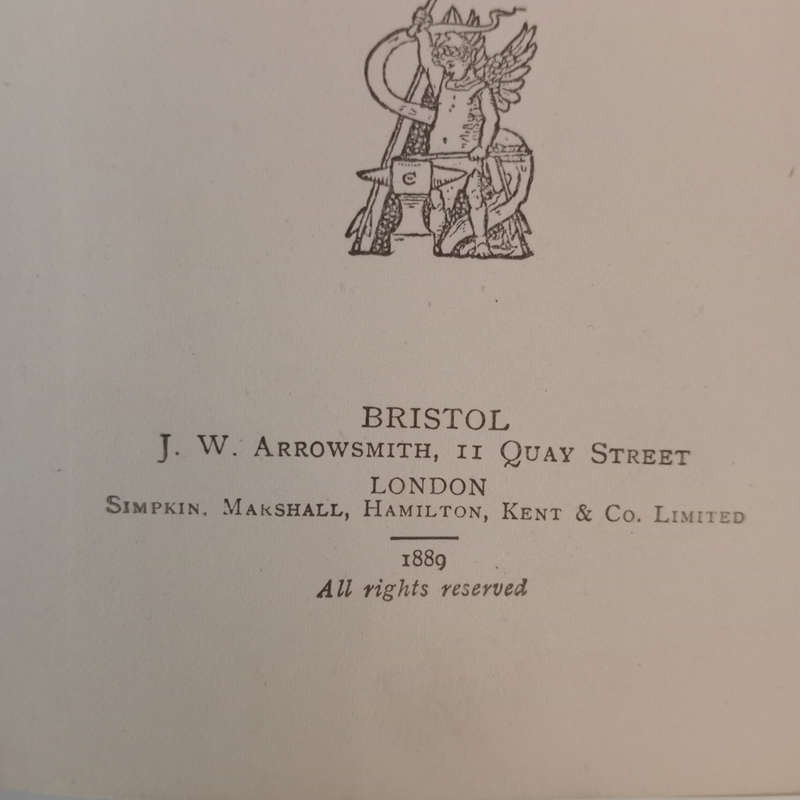 C
BRISTOL
J. W. ARROWSMITH, 11 QUAY STREET
LONDON
SIMPKIN. MARSHALL, HAMILTON, KENT & CO. LIMITED
1889
All rights reserved